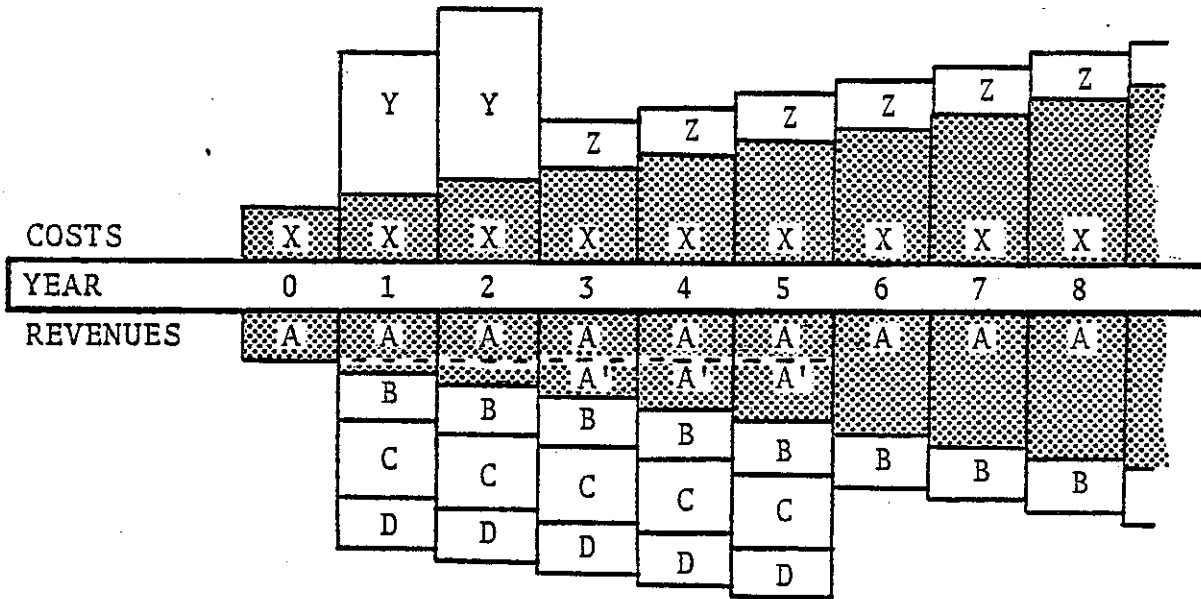 Y Y
Z Z Z Z Z Z
COSTS X X X X X X X X X
YEAR 0 1 2 3 4 5 6 7 8
REVENUES A A A A A A A A A
A' A' A'
B B B B B B B B
C C C C C
D D D D D